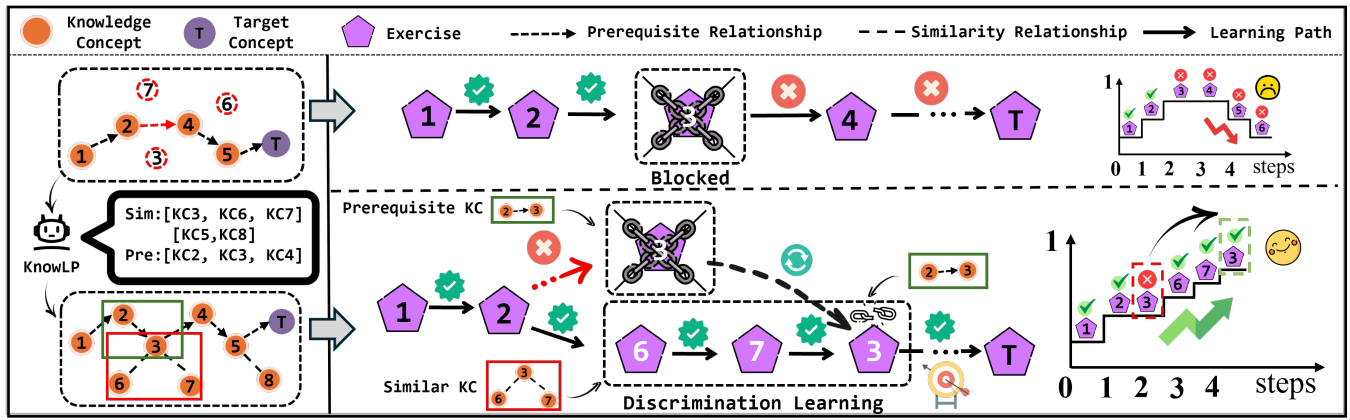 Knowledge Concept
T Target Concept
Exercise
Prerequisite Relationship
Similarity Relationship
Learning Path
7
6
2 4
3
1 5 T
KnowLP
Sim:[KC3, KC6, KC7]
[KC5,KC8]
Pre:[KC2, KC3, KC4]
2 4 T
1 3 5
6 7 8
1 2 3 4 T
Blocked
1
3 4
2 5
1 6
0 1 2 3 4 steps
Prerequisite KC
2 3
3
1 2
2 3
6 7 3 T
Similar KC
3
6 7
Discrimination Learning
1
3
7
6
2 3
1
0 1 2 3 4 steps